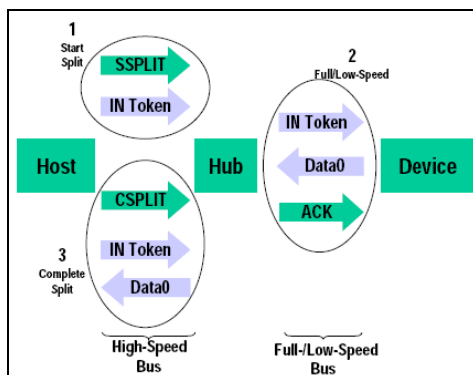 1
Start
Split
SSPLIT
IN Token
2
Full/Low-Speed
IN Token
Data0
ACK
Host
Hub
Device
CSPLIT
IN Token
Data0
3
Complete
Split
High-Speed
Bus
Full-/Low-Speed
Bus